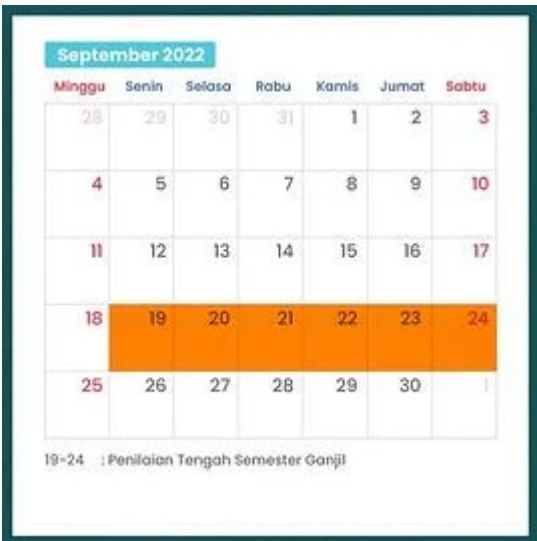 September 2022
Minggu Senin Selasa Rabu Kamis Jumat Sabtu
28 29 30 31 1 2 3
4 5 6 7 8 9 10
11 12 13 14 15 16 17
18 19 20 21 22 23 24
25 26 27 28 29 30 1
19-24 : Penilaian Tengah Semester Ganjil